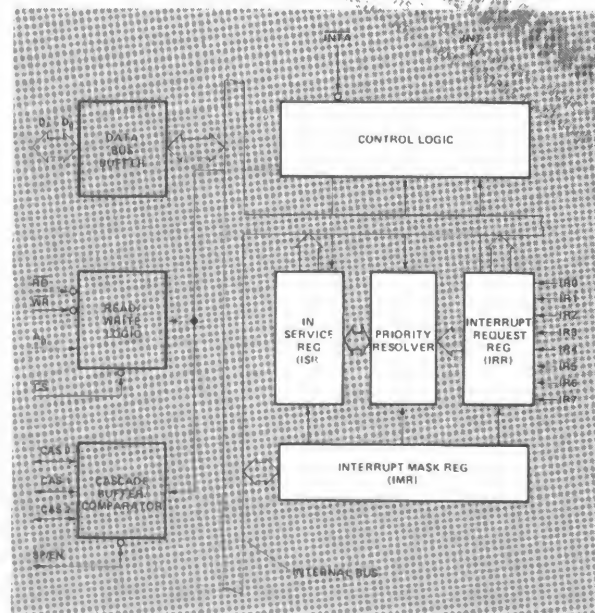 INTA
INT
CONTROL LOGIC
D7 D0
DATA
BUS
BUFFER
RD
WR
A0
CS
READ/
WRITE
LOGIC
IN
SERVICE
REG
(ISR)
PRIORITY
RESOLVER
INTERRUPT
REQUEST
REG
(IRR)
IR0
IR1
IR2
IR3
IR4
IR5
IR6
IR7
CAS 0
CAS 1
CAS 2
SP/EN
CASCADE
BUFFER/
COMPARATOR
INTERRUPT MASK REG
(IMR)
INTERNAL BUS